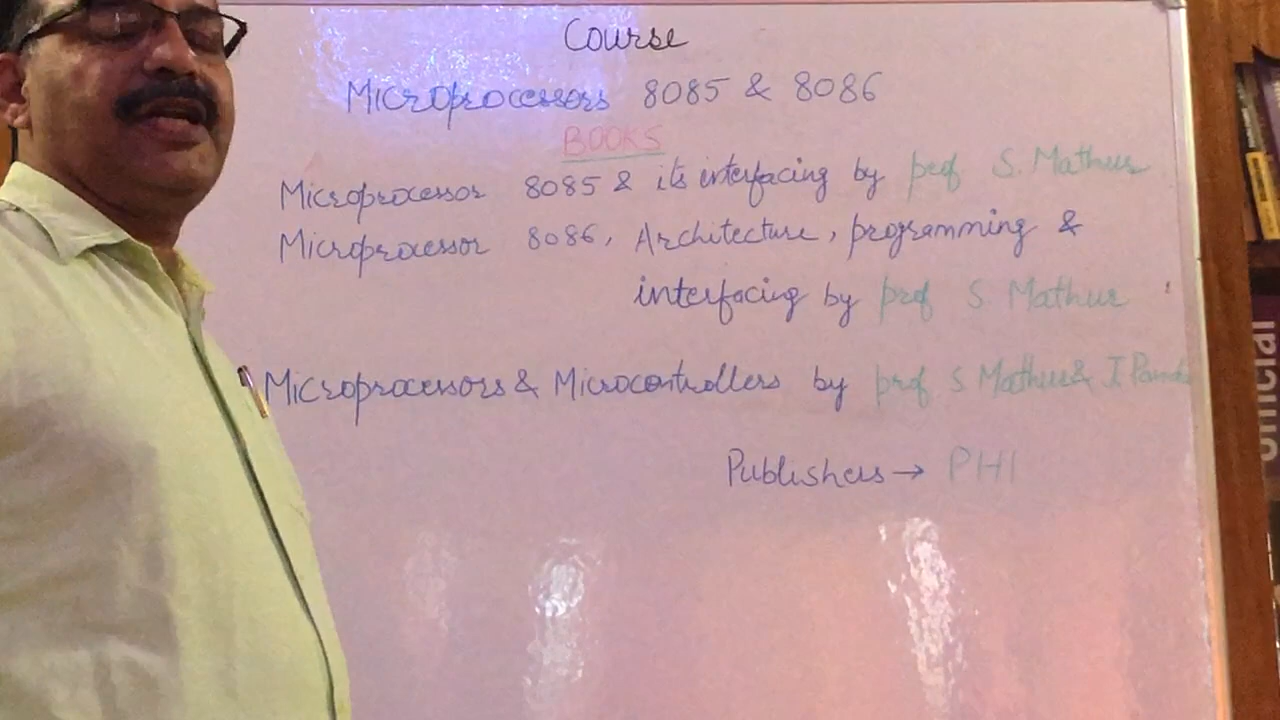 Course
Microprocessors 8085 & 8086
BOOKS
Microprocessor 8085 & its interfacing by prof S. Mathur
Microprocessor 8086, Architecture, programming &
interfacing by prof S. Mathur
Microprocessors & Microcontrollers by prof S Mathur &
Publishers → PHI